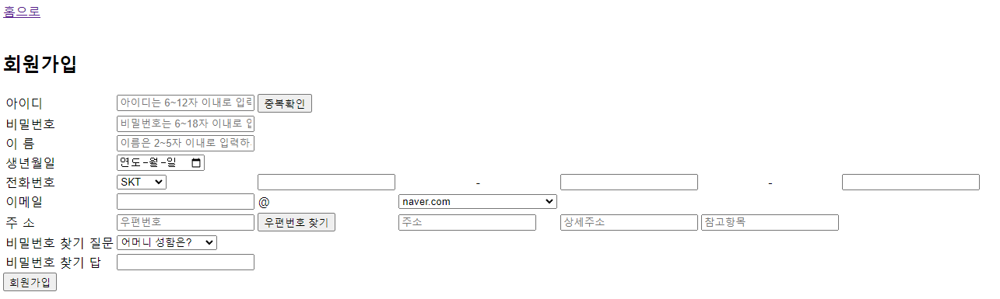 홈으로
회원가입
아이디 아이디는 6~12자 이내로 입력 중복확인
비밀번호 비밀번호는 6~18자 이내로 입
이 름 이름은 2~5자 이내로 입력하
생년월일 연도-월-일
전화번호 SKT - -
이메일 @ naver.com
주 소 우편번호 우편번호 찾기 주소 상세주소 참고항목
비밀번호 찾기 질문 어머니 성함은?
비밀번호 찾기 답
회원가입